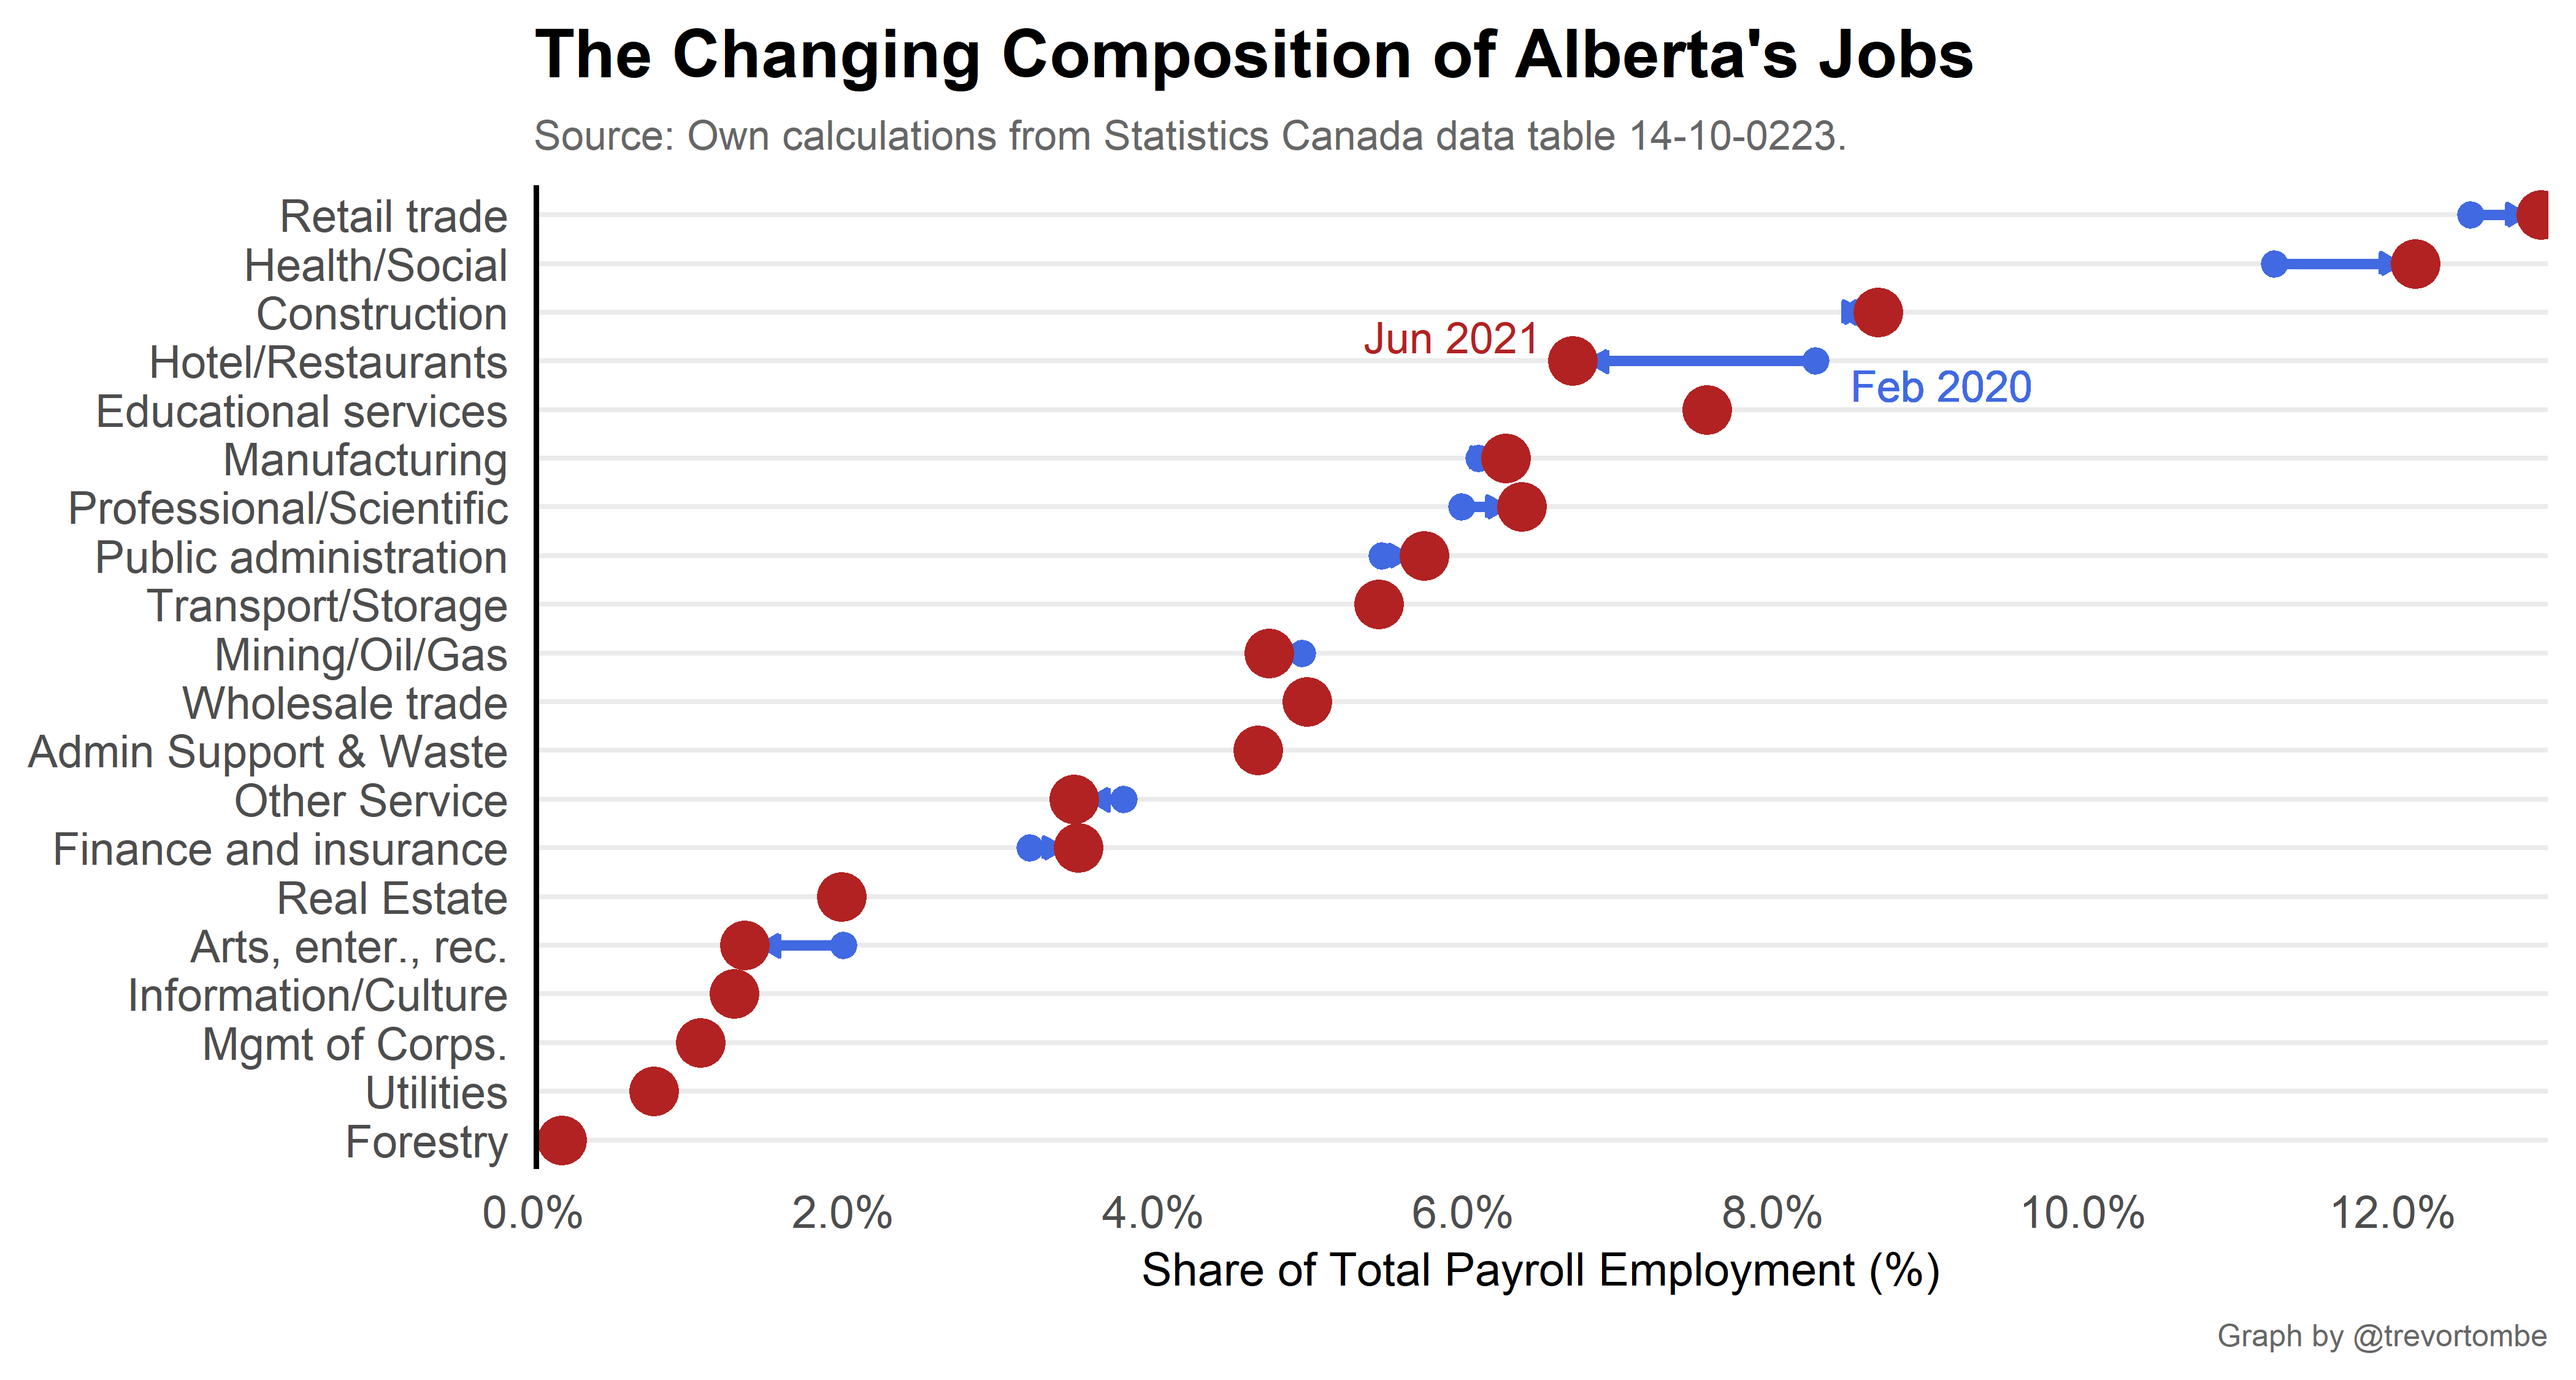 The Changing Composition of Alberta's Jobs
Source: Own calculations from Statistics Canada data table 14-10-0223.
Retail trade
Health/Social
Construction
Hotel/Restaurants
Educational services
Manufacturing
Professional/Scientific
Public administration
Transport/Storage
Mining/Oil/Gas
Wholesale trade
Admin Support & Waste
Other Service
Finance and insurance
Real Estate
Arts, enter., rec.
Information/Culture
Mgmt of Corps.
Utilities
Forestry
Jun 2021
Feb 2020
0.0% 2.0% 4.0% 6.0% 8.0% 10.0% 12.0%
Share of Total Payroll Employment (%)
Graph by @trevortombe